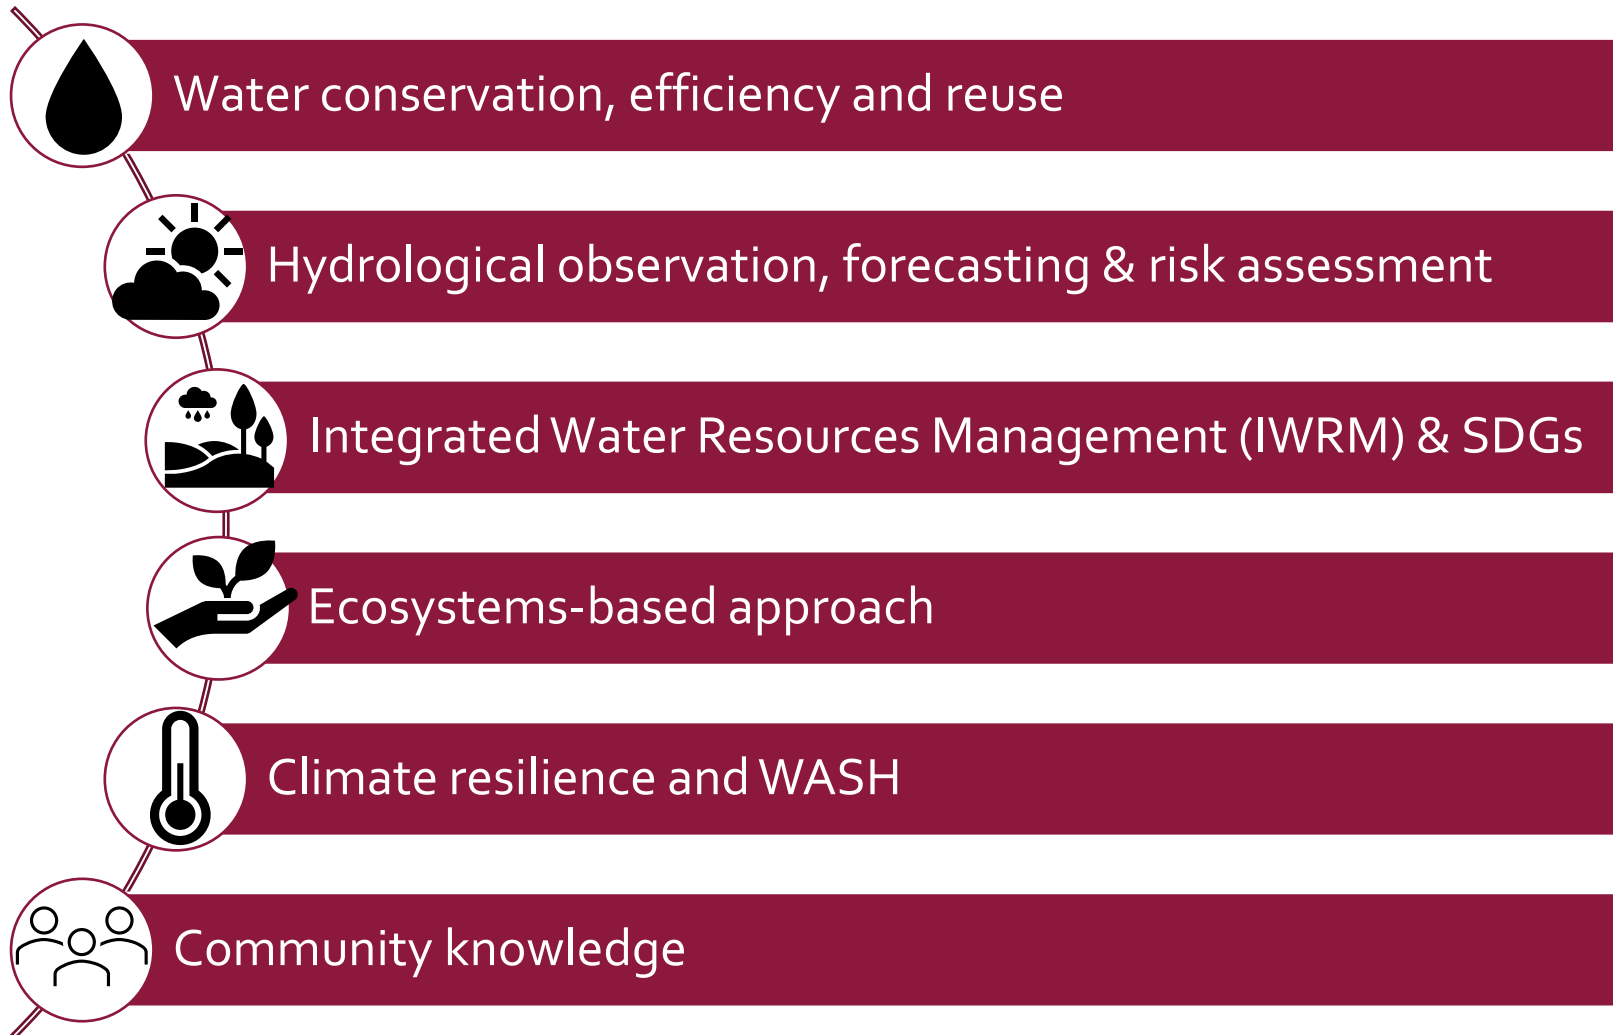 Water conservation, efficiency and reuse
Hydrological observation, forecasting & risk assessment
Integrated Water Resources Management (IWRM) & SDGs
Ecosystems-based approach
Climate resilience and WASH
Community knowledge